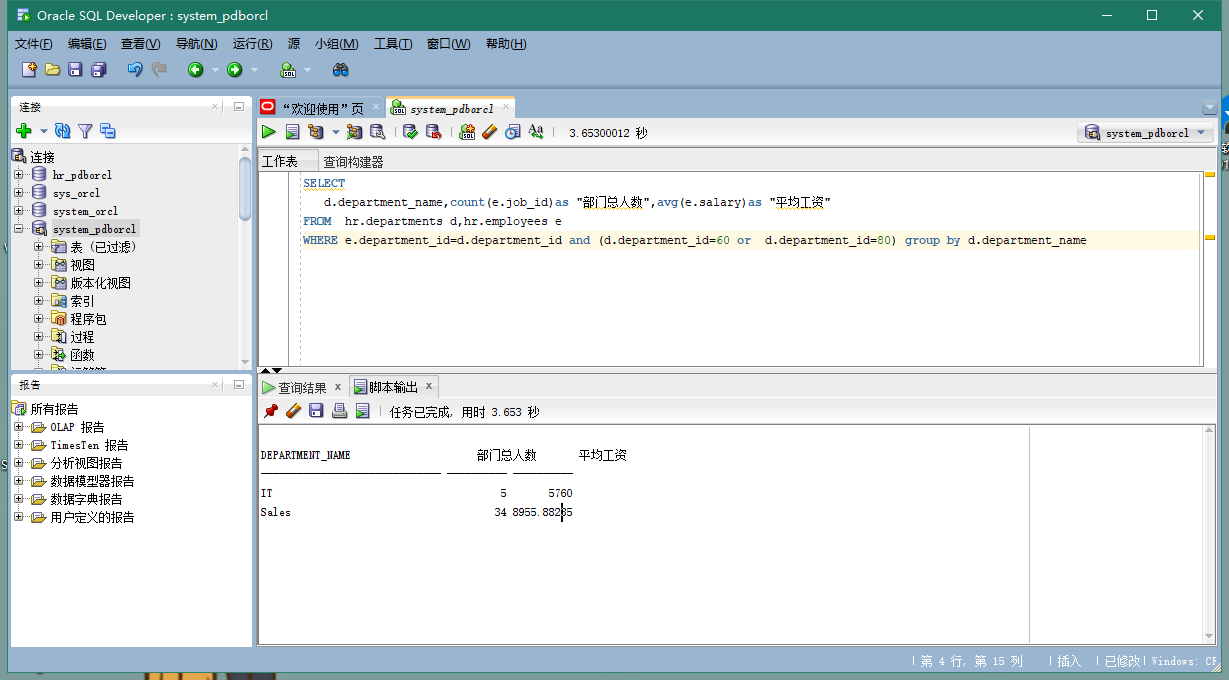 Oracle SQL Developer : system_pdborcl
文件(F) 编辑(E) 查看(V) 导航(N) 运行(R) 源 小组(M) 工具(T) 窗口(W) 帮助(H)
连接
连接
hr_pdborcl
sys_orcl
system_orcl
system_pdborcl
表 (已过滤)
视图
版本化视图
索引
程序包
过程
函数
报告
所有报告
OLAP 报告
TimesTen 报告
分析视图报告
数据模型器报告
数据字典报告
用户定义的报告
“欢迎使用”页 system_pdborcl
3.65300012 秒
system_pdborcl
工作表 查询构建器
SELECT
d.department_name,count(e.job_id)as "部门总人数",avg(e.salary)as "平均工资"
FROM hr.departments d,hr.employees e
WHERE e.department_id=d.department_id and (d.department_id=60 or d.department_id=80) group by d.department_name
查询结果 x 脚本输出 x
任务已完成, 用时 3.653 秒
DEPARTMENT_NAME 部门总人数 平均工资
IT 5 5760
Sales 34 8955.88235
第 4 行, 第 15 列 插入 已修改 Windows: CF